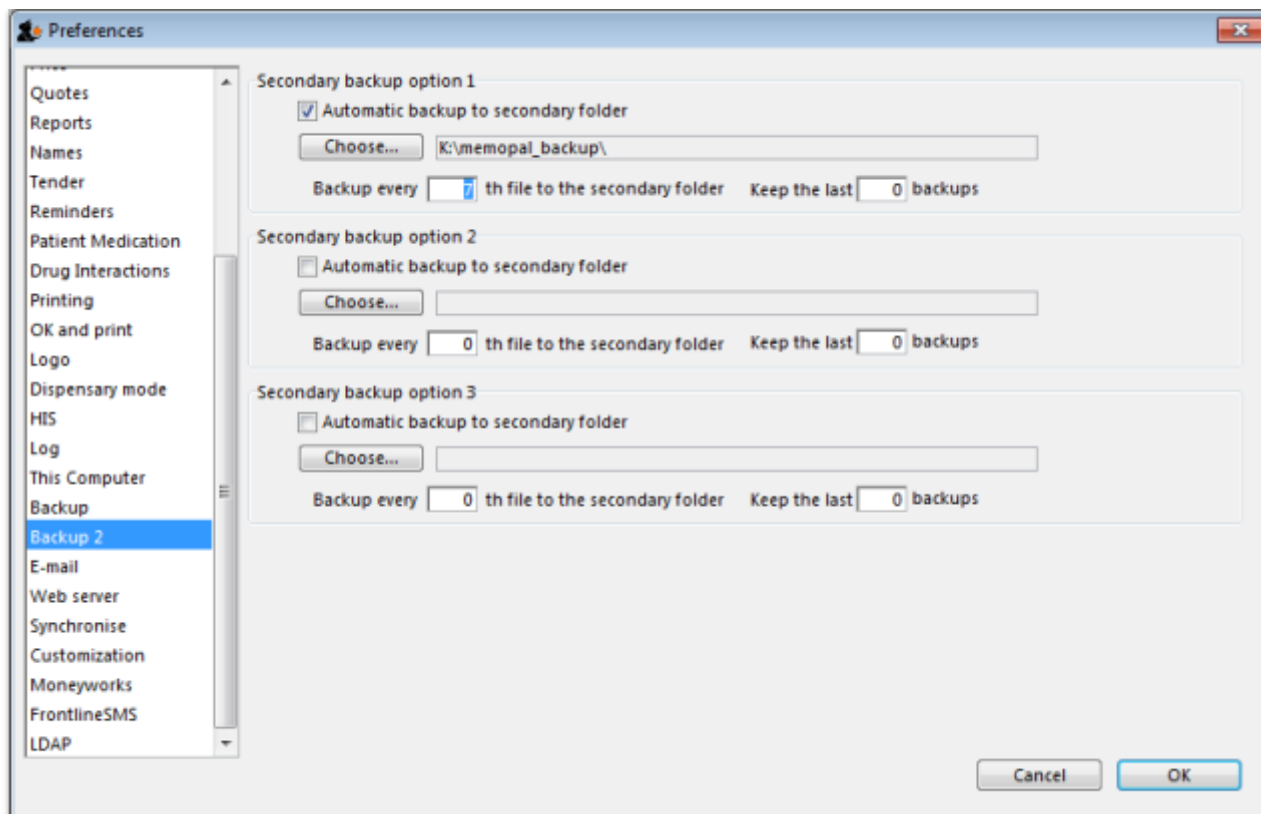 Preferences
Quotes
Reports
Names
Tender
Reminders
Patient Medication
Drug Interactions
Printing
OK and print
Logo
Dispensary mode
HIS
Log
This Computer
Backup
Backup 2
E-mail
Web server
Synchronise
Customization
Moneyworks
FrontlineSMS
LDAP
Secondary backup option 1
Automatic backup to secondary folder
Choose... K:\memopal_backup\
Backup every 7 th file to the secondary folder Keep the last 0 backups
Secondary backup option 2
Automatic backup to secondary folder
Choose...
Backup every 0 th file to the secondary folder Keep the last 0 backups
Secondary backup option 3
Automatic backup to secondary folder
Choose...
Backup every 0 th file to the secondary folder Keep the last 0 backups
Cancel OK